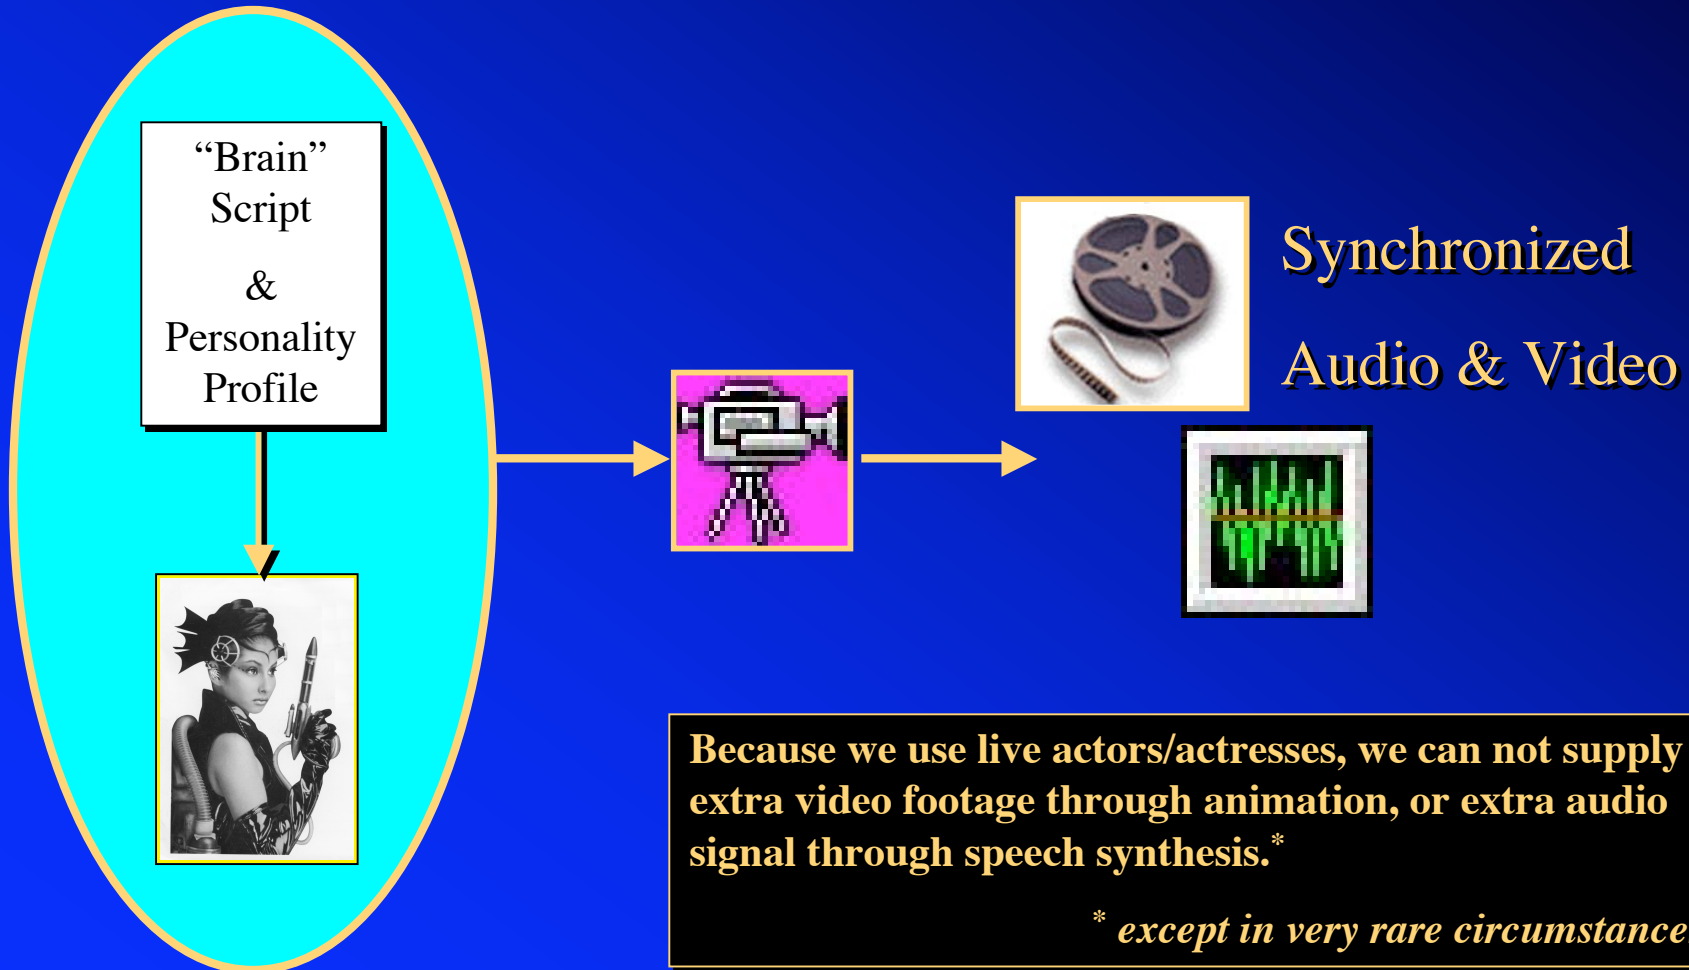 “Brain”
Script
&
Personality
Profile
Synchronized
Audio & Video
Because we use live actors/actresses, we can not supply
extra video footage through animation, or extra audio
signal through speech synthesis.*
* except in very rare circumstance